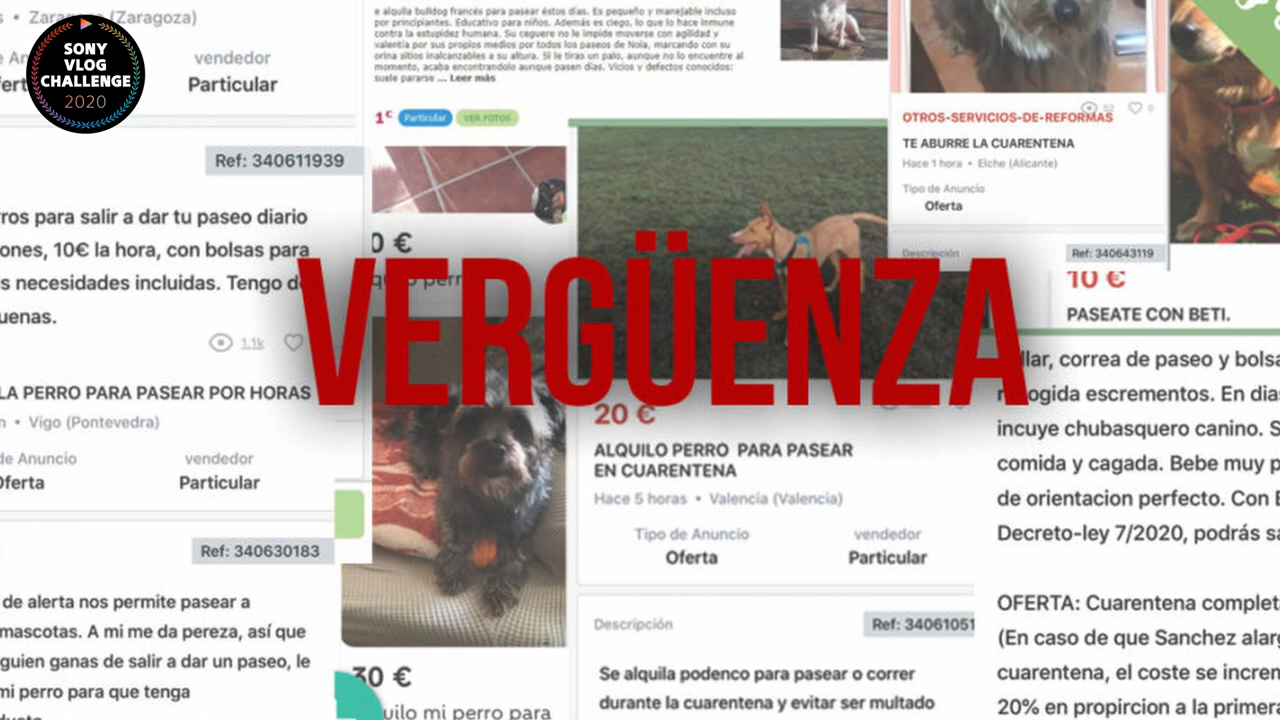 Zaragoza (Zaragoza)
SONY
VLOG
CHALLENGE
2020
vendedor
Particular
Ref: 340611939
ros para salir a dar tu paseo diario
ones, 10€ la hora, con bolsas para
s necesidades incluidas. Tengo de
uenas.
1.1k
LA PERRO PARA PASEAR POR HORAS
• Vigo (Pontevedra)
de Anuncio
vendedor
Oferta
Particular
Ref: 340630183
de alerta nos permite pasear a
mascotas. A mi me da pereza, así que
guien ganas de salir a dar un paseo, le
mi perro para que tenga
e alquila bulldog francés para pasear éstos días. Es pequeño y manejable incluso
por principiantes. Educativo para niños. Además es ciego, lo que lo hace inmune
contra la estupidez humana. Su ceguero no le impide moverse con agilidad y
valentía por sus propios medios por todos los paseos de Noia, marcando con su
orina sitios inalcanzables a su altura. Si le tiras un palo, aunque no lo encuentre al
momento, acaba encontrandolo aunque pasen días. Vicios y defectos conocidos:
suele pararse ... Leer más
1€
Particular
VER FOTOS
0 €
VERGÜENZA
30 €
uilo mi perro para
20 €
ALQUILO PERRO PARA PASEAR
EN CUARENTENA
Hace 5 horas • Valencia (Valencia)
Tipo de Anuncio
vendedor
Oferta
Particular
Descripción
Ref: 34061051
Se alquila podenco para pasear o correr
durante la cuarentena y evitar ser multado
OTROS-SERVICIOS-DE-REFORMAS
TE ABURRE LA CUARENTENA
Hace 1 hora • Elche (Alicante)
Tipo de Anuncio
Oferta
Descripción
Ref: 340643119
10 €
PASEATE CON BETI.
llar, correa de paseo y bolsa
recogida escrementos. En dias
incuye chubasquero canino. S
comida y cagada. Bebe muy p
de orientacion perfecto. Con B
Decreto-ley 7/2020, podrás sa
OFERTA: Cuarentena complet
(En caso de que Sanchez alarg
cuarentena, el coste se increm
20% en propircion a la primera